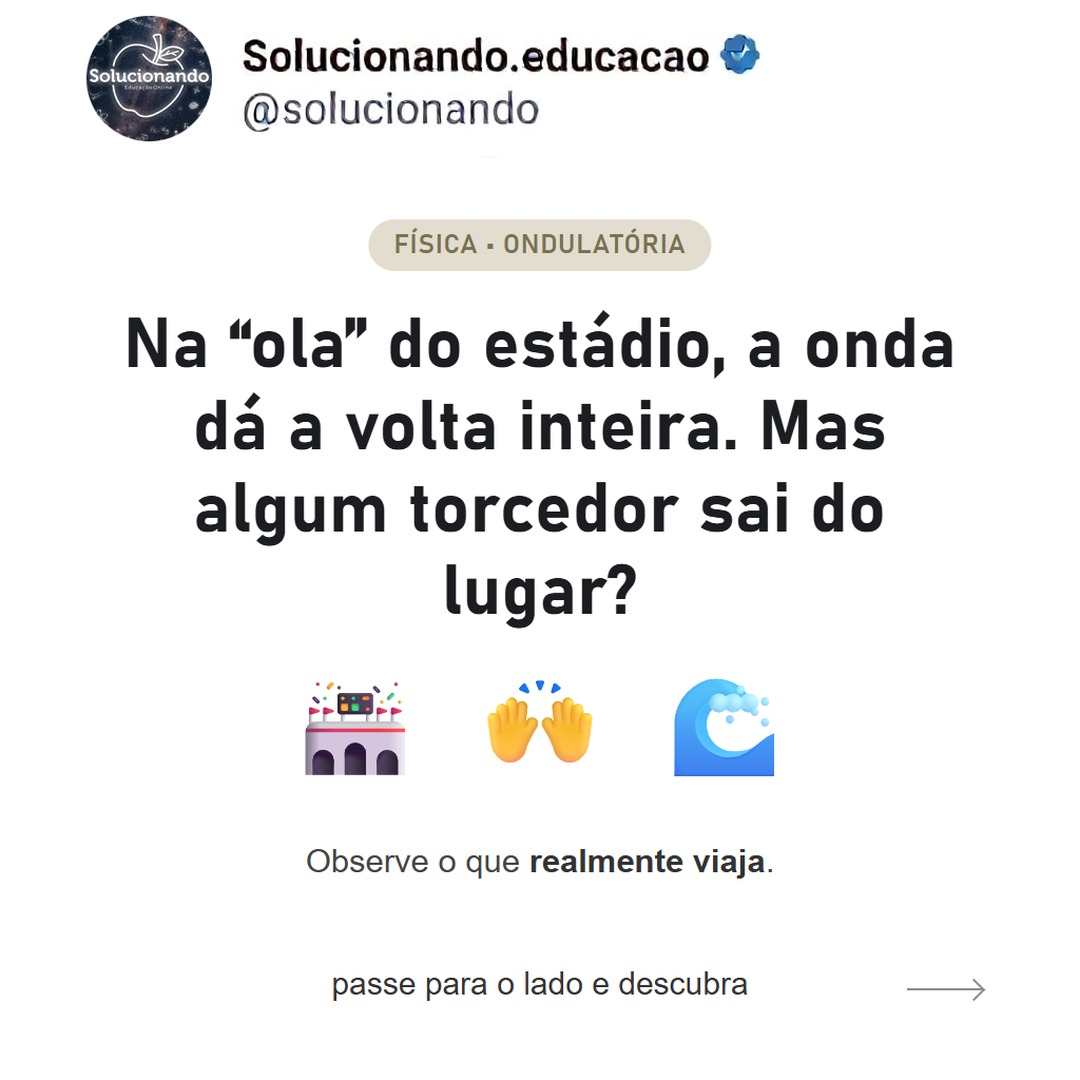 Solucionando
Educação Online
Solucionando.educacao
@solucionando
FÍSICA • ONDULATÓRIA
Na “ola” do estádio, a onda
dá a volta inteira. Mas
algum torcedor sai do
lugar?
Observe o que realmente viaja.
passe para o lado e descubra